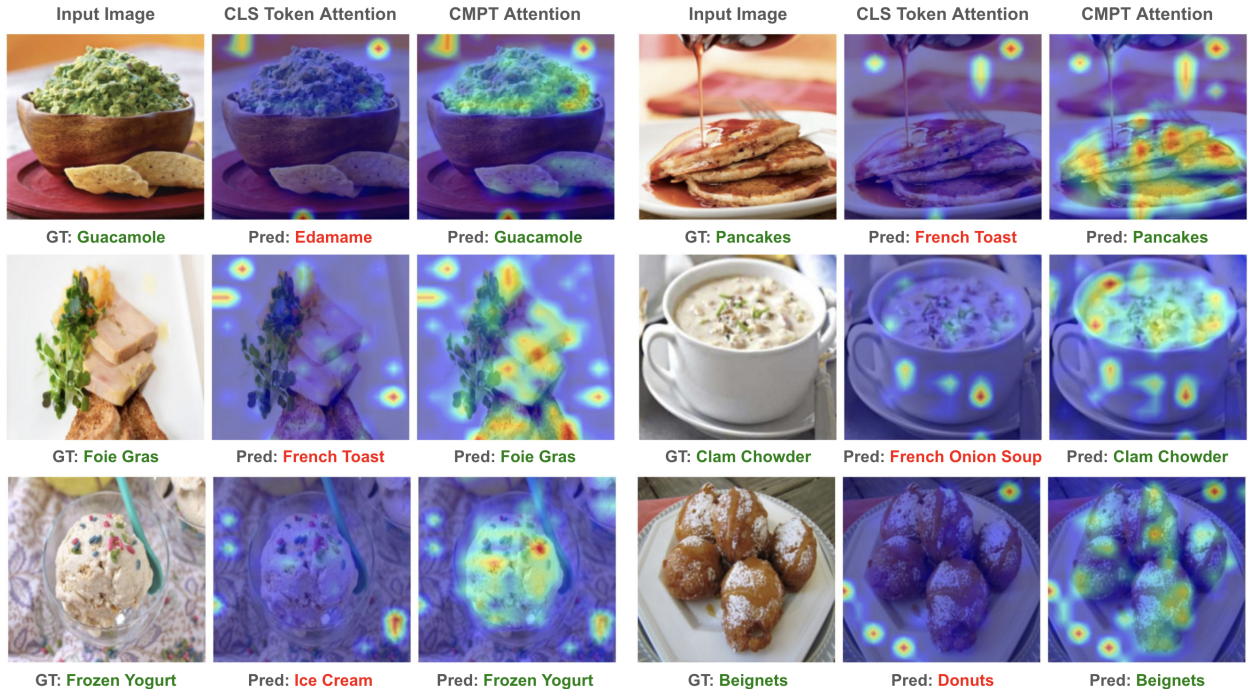 Input Image CLS Token Attention CMPT Attention Input Image CLS Token Attention CMPT Attention
GT: Guacamole Pred: Edamame Pred: Guacamole GT: Pancakes Pred: French Toast Pred: Pancakes
GT: Foie Gras Pred: French Toast Pred: Foie Gras GT: Clam Chowder Pred: French Onion Soup Pred: Clam Chowder
GT: Frozen Yogurt Pred: Ice Cream Pred: Frozen Yogurt GT: Beignets Pred: Donuts Pred: Beignets